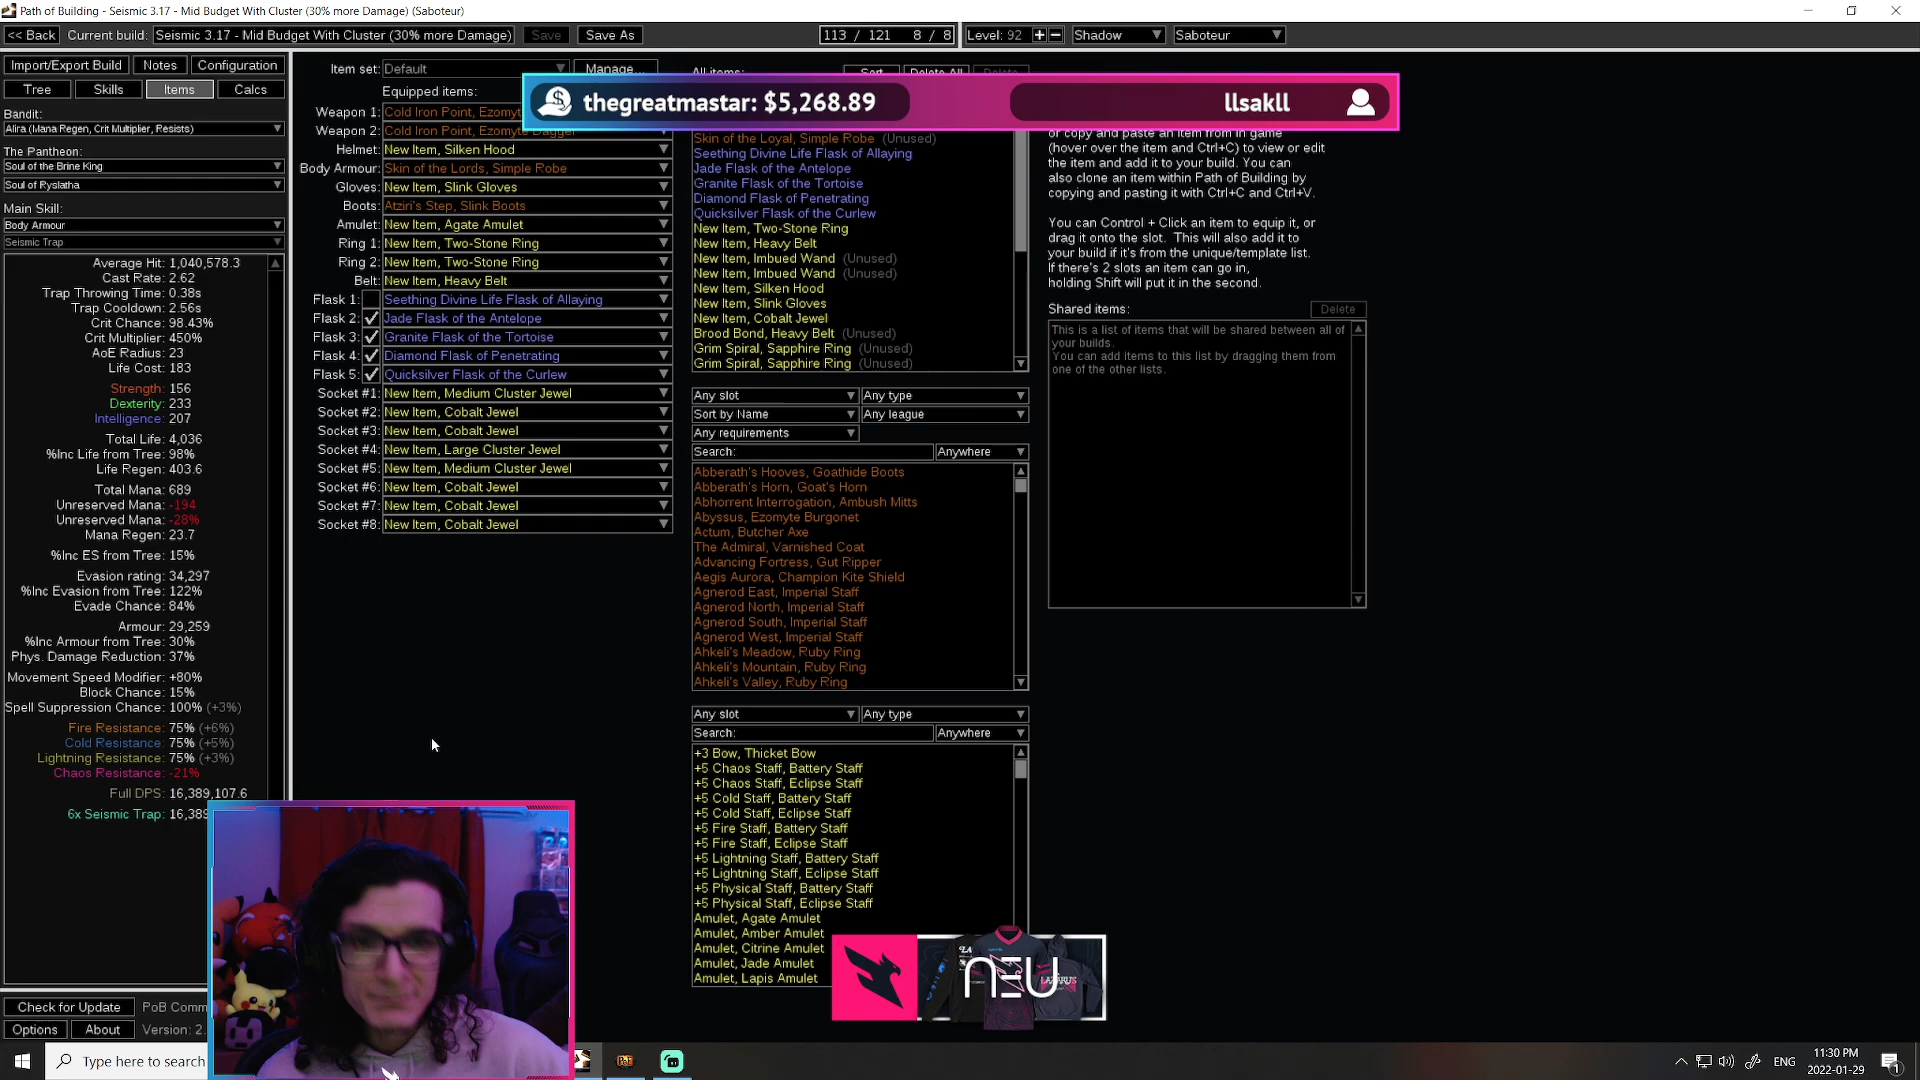 Path of Building - Seismic 3.17 - Mid Budget With Cluster (30% more Damage) (Saboteur)
<< Back
Current build: Seismic 3.17 - Mid Budget With Cluster (30% more Damage)
Save
Save As
113 / 121 8 / 8
Level: 92
Shadow
Saboteur
Import/Export Build
Notes
Configuration
Tree
Skills
Items
Calcs
Bandit:
Alira (Mana Regen, Crit Multiplier, Resists)
The Pantheon:
Soul of the Brine King
Soul of Ryslatha
Main Skill:
Body Armour
Seismic Trap
Average Hit: 1,040,578.3
Cast Rate: 2.62
Trap Throwing Time: 0.38s
Trap Cooldown: 2.56s
Crit Chance: 98.43%
Crit Multiplier: 450%
AoE Radius: 23
Life Cost: 183
Strength: 156
Dexterity: 233
Intelligence: 207
Total Life: 4,036
%Inc Life from Tree: 98%
Life Regen: 403.6
Total Mana: 689
Unreserved Mana: -194
Unreserved Mana: -28%
Mana Regen: 23.7
%Inc ES from Tree: 15%
Evasion rating: 34,297
%Inc Evasion from Tree: 122%
Evade Chance: 84%
Armour: 29,259
%Inc Armour from Tree: 30%
Phys. Damage Reduction: 37%
Movement Speed Modifier: +80%
Block Chance: 15%
Spell Suppression Chance: 100% (+3%)
Fire Resistance: 75% (+6%)
Cold Resistance: 75% (+5%)
Lightning Resistance: 75% (+3%)
Chaos Resistance: -21%
Full DPS: 16,389,107.6
6x Seismic Trap: 16,389
Check for Update
PoB Comm
Options
About
Version: 2.
Item set: Default
Manage...
Equipped items:
Weapon 1: Cold Iron Point, Ezomyt
Weapon 2: Cold Iron Point, Ezomyte Dagger
Helmet: New Item, Silken Hood
Body Armour: Skin of the Lords, Simple Robe
Gloves: New Item, Slink Gloves
Boots: Atziri's Step, Slink Boots
Amulet: New Item, Agate Amulet
Ring 1: New Item, Two-Stone Ring
Ring 2: New Item, Two-Stone Ring
Belt: New Item, Heavy Belt
Flask 1: Seething Divine Life Flask of Allaying
Flask 2: Jade Flask of the Antelope
Flask 3: Granite Flask of the Tortoise
Flask 4: Diamond Flask of Penetrating
Flask 5: Quicksilver Flask of the Curlew
Socket #1: New Item, Medium Cluster Jewel
Socket #2: New Item, Cobalt Jewel
Socket #3: New Item, Cobalt Jewel
Socket #4: New Item, Large Cluster Jewel
Socket #5: New Item, Medium Cluster Jewel
Socket #6: New Item, Cobalt Jewel
Socket #7: New Item, Cobalt Jewel
Socket #8: New Item, Cobalt Jewel
All items:
Sort
Delete All
Delete
thegreatmastar: $5,268.89
llsakll
Skin of the Loyal, Simple Robe (Unused)
Seething Divine Life Flask of Allaying
Jade Flask of the Antelope
Granite Flask of the Tortoise
Diamond Flask of Penetrating
Quicksilver Flask of the Curlew
New Item, Two-Stone Ring
New Item, Heavy Belt
New Item, Imbued Wand (Unused)
New Item, Imbued Wand (Unused)
New Item, Silken Hood
New Item, Slink Gloves
New Item, Cobalt Jewel
Brood Bond, Heavy Belt (Unused)
Grim Spiral, Sapphire Ring (Unused)
Grim Spiral, Sapphire Ring (Unused)
Any slot
Any type
Sort by Name
Any league
Any requirements
Search:
Anywhere
Abberath's Hooves, Goathide Boots
Abberath's Horn, Goat's Horn
Abhorrent Interrogation, Ambush Mitts
Abyssus, Ezomyte Burgonet
Actum, Butcher Axe
The Admiral, Varnished Coat
Advancing Fortress, Gut Ripper
Aegis Aurora, Champion Kite Shield
Agnerod East, Imperial Staff
Agnerod North, Imperial Staff
Agnerod South, Imperial Staff
Agnerod West, Imperial Staff
Ahkeli's Meadow, Ruby Ring
Ahkeli's Mountain, Ruby Ring
Ahkeli's Valley, Ruby Ring
Any slot
Any type
Search:
Anywhere
+3 Bow, Thicket Bow
+5 Chaos Staff, Battery Staff
+5 Chaos Staff, Eclipse Staff
+5 Cold Staff, Battery Staff
+5 Cold Staff, Eclipse Staff
+5 Fire Staff, Battery Staff
+5 Fire Staff, Eclipse Staff
+5 Lightning Staff, Battery Staff
+5 Lightning Staff, Eclipse Staff
+5 Physical Staff, Battery Staff
+5 Physical Staff, Eclipse Staff
Amulet, Agate Amulet
Amulet, Amber Amulet
Amulet, Citrine Amulet
Amulet, Jade Amulet
Amulet, Lapis Amulet
or copy and paste an item from in game
(hover over the item and Ctrl+C) to view or edit
the item and add it to your build. You can
also clone an item within Path of Building by
copying and pasting it with Ctrl+C and Ctrl+V.
You can Control + Click an item to equip it, or
drag it onto the slot. This will also add it to
your build if it's from the unique/template list.
If there's 2 slots an item can go in,
holding Shift will put it in the second.
Shared items:
Delete
This is a list of items that will be shared between all of
your builds.
You can add items to this list by dragging them from
one of the other lists.
NEU
Type here to search
ENG
11:30 PM
2022-01-29
1